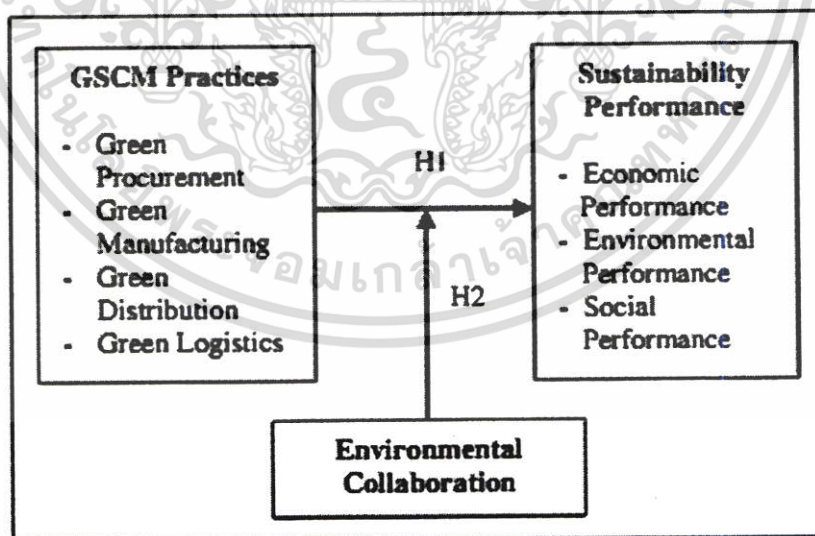 GSCM Practices
- Green
Procurement
- Green
Manufacturing
- Green
Distribution
- Green Logistics
H1
H2
Sustainability
Performance
- Economic
Performance
- Environmental
Performance
- Social
Performance
Environmental
Collaboration